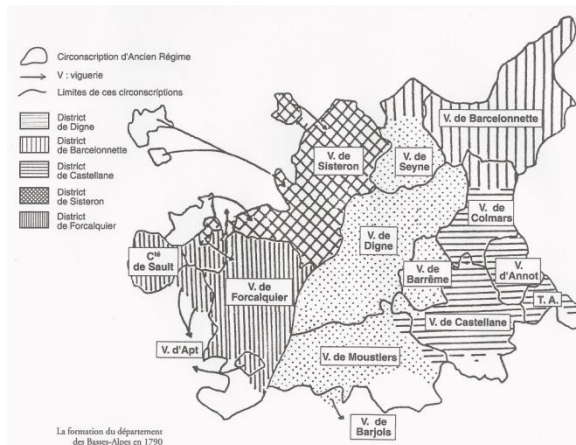 Circonscription d'Ancien Régime
V : viguerie
Limites de ces circonscriptions
District
de Digne
District
de Barcelonnette
District
de Castellane
District
de Sisteron
District
de Forcalquier
V. de Barcelonnette
V. de
Sisteron
V. de
Seyne
V. de
Colmars
V. de
Digne
Cté
de Sault
V. de
Forcalquier
V. de
Barrême
V.
d'Annot
T. A.
V. de Castellane
V. d'Apt
V. de Moustiers
V. de
Barjols
La formation du département
des Basses-Alpes en 1790